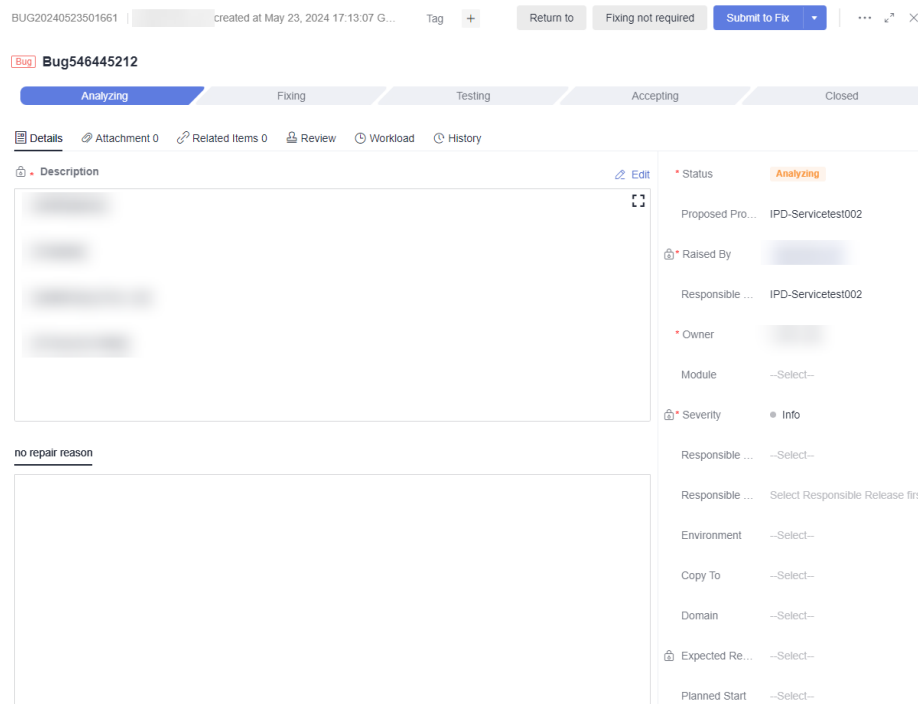 BUG20240523501661 | created at May 23, 2024 17:13:07 G... Tag + Return to Fixing not required Submit to Fix
Bug Bug546445212
Analyzing Fixing Testing Accepting Closed
Details Attachment 0 Related Items 0 Review Workload History
* Description
Edit
no repair reason
* Status Analyzing
Proposed Pro... IPD-Servicetest002
* Raised By
Responsible ... IPD-Servicetest002
* Owner
Module --Select--
* Severity Info
Responsible ... --Select--
Responsible ... Select Responsible Release firs
Environment --Select--
Copy To --Select--
Domain --Select--
Expected Re... --Select--
Planned Start --Select--